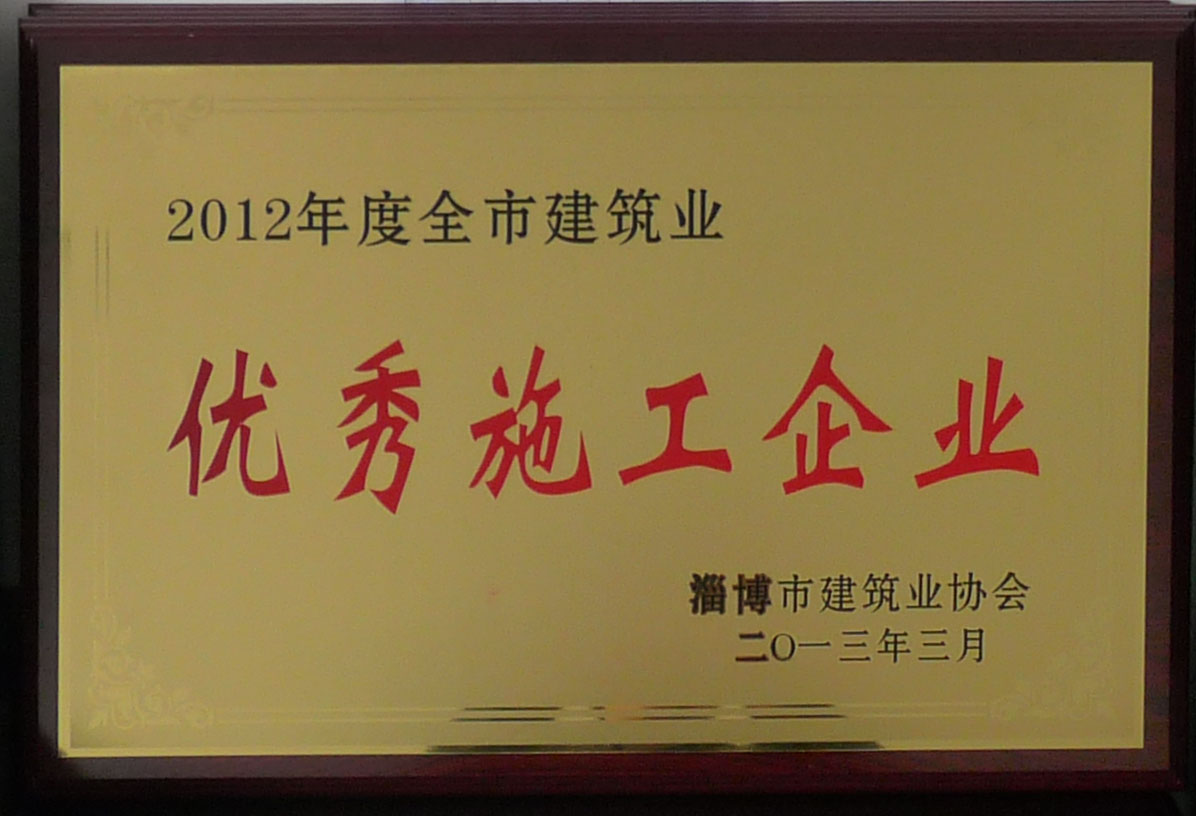 2012年度全市建筑业
优秀施工企业
淄博市建筑业协会
二〇一三年三月